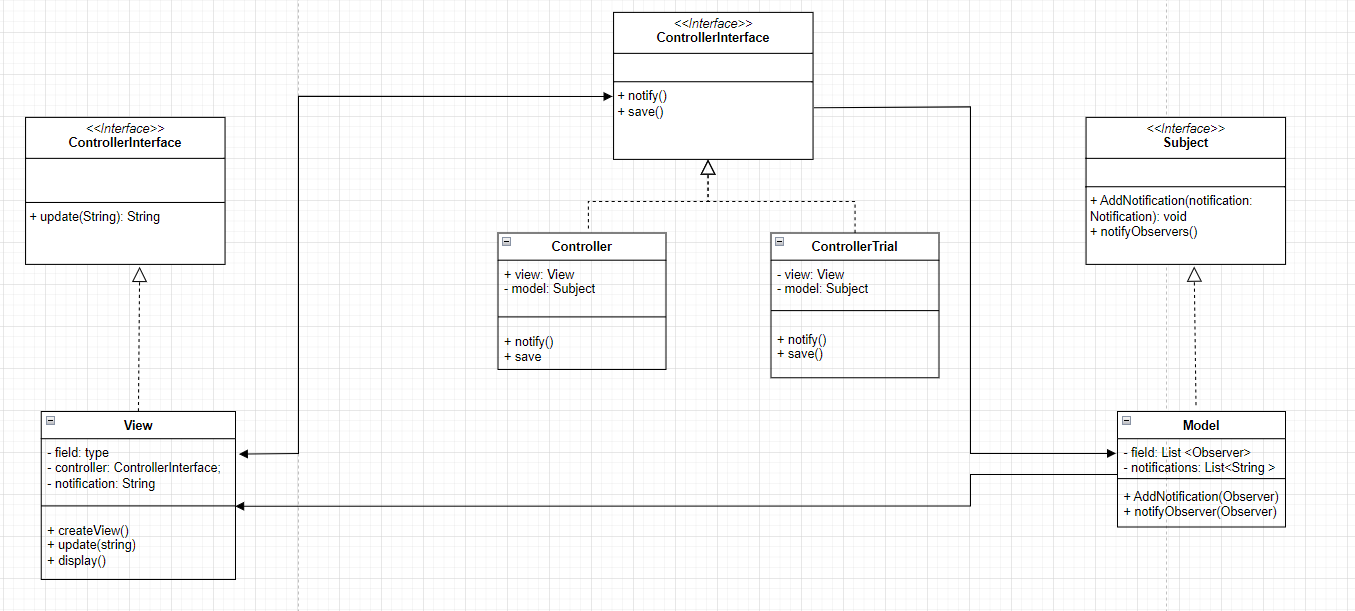 <<Interface>>
ControllerInterface
+ notify()
+ save()
<<Interface>>
ControllerInterface
+ update(String): String
<<Interface>>
Subject
+ AddNotification(notification:
Notification): void
+ notifyObservers()
Controller
+ view: View
- model: Subject
+ notify()
+ save
ControllerTrial
- view: View
- model: Subject
+ notify()
+ save()
View
- field: type
- controller: ControllerInterface;
- notification: String
+ createView()
+ update(string)
+ display()
Model
- field: List <Observer>
- notifications: List<String >
+ AddNotification(Observer)
+ notifyObserver(Observer)